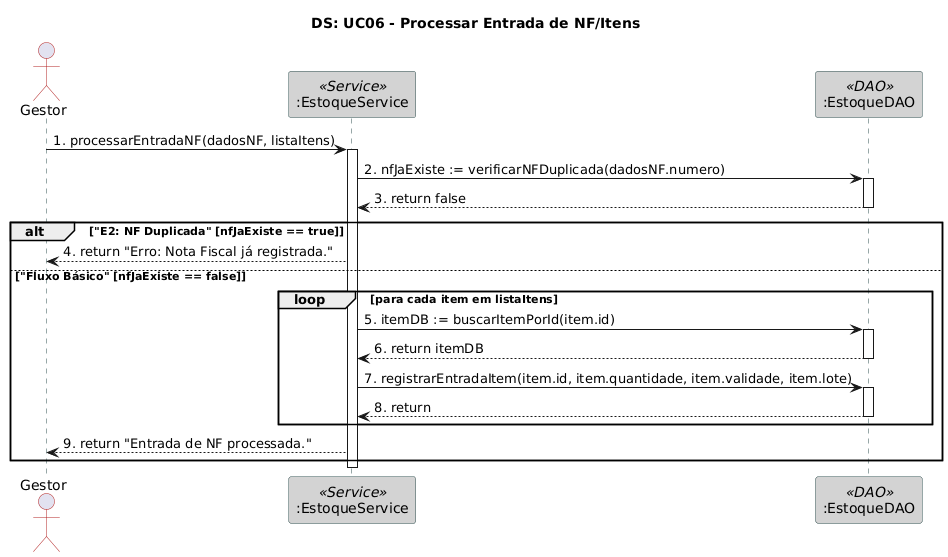 DS: UC06 - Processar Entrada de NF/Itens
Gestor
«Service»
:EstoqueService
«DAO»
:EstoqueDAO
1. processarEntradaNF(dadosNF, listaItens)
2. nfJaExiste := verificarNFDuplicada(dadosNF.numero)
3. return false
alt ["E2: NF Duplicada" [nfJaExiste == true]]
4. return "Erro: Nota Fiscal já registrada."
["Fluxo Básico" [nfJaExiste == false]]
loop [para cada item em listaItens]
5. itemDB := buscarItemPorId(item.id)
6. return itemDB
7. registrarEntradaItem(item.id, item.quantidade, item.validade, item.lote)
8. return
9. return "Entrada de NF processada."
Gestor
«Service»
:EstoqueService
«DAO»
:EstoqueDAO